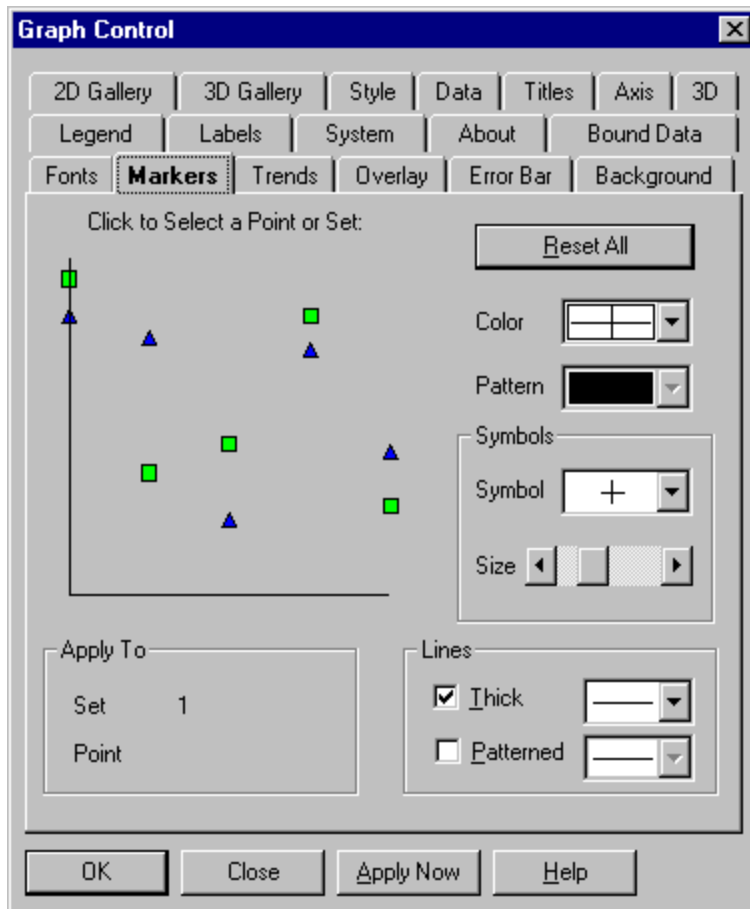 Graph Control
2D Gallery 3D Gallery Style Data Titles Axis 3D
Legend Labels System About Bound Data
Fonts Markers Trends Overlay Error Bar Background
Click to Select a Point or Set:
Reset All
Color
Pattern
Symbols
Symbol
Size
Apply To
Set 1
Point
Lines
Thick
Patterned
OK Close Apply Now Help